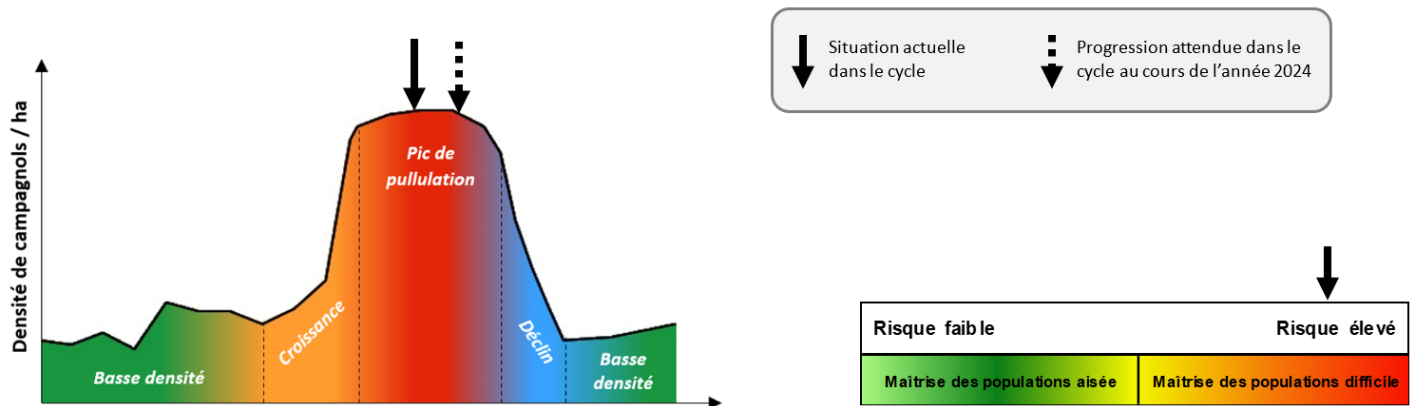 Situation actuelle
dans le cycle
Progression attendue dans le
cycle au cours de l'année 2024
Densité de campagnols / ha
Pic de
pullulation
Croissance
Déclin
Basse densité
Basse
densité
Risque faible
Risque élevé
Maîtrise des populations aisée
Maîtrise des populations difficile